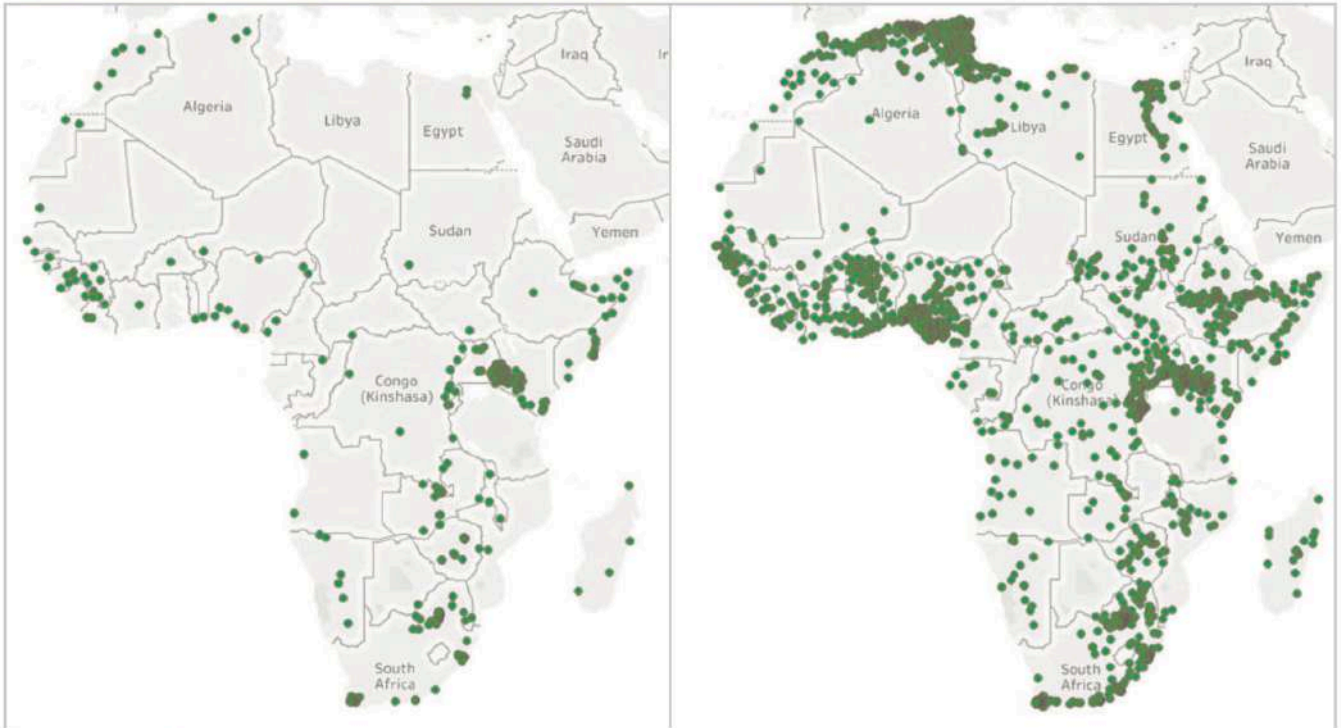 Iraq
Ir
Algeria
Libya
Egypt
Saudi
Arabia
Sudan
Yemen
Congo
(Kinshasa)
South
Africa
Iraq
Algeria
Libya
Egypt
Saudi
Arabia
Sudan
Yemen
Congo
(Kinshasa)
South
Africa